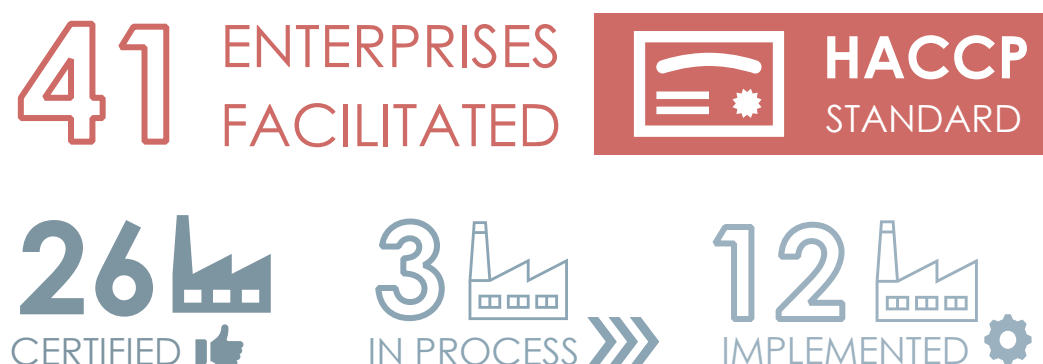 41 ENTERPRISES
FACILITATED
HACCP
STANDARD
26
CERTIFIED
3
IN PROCESS
12
IMPLEMENTED